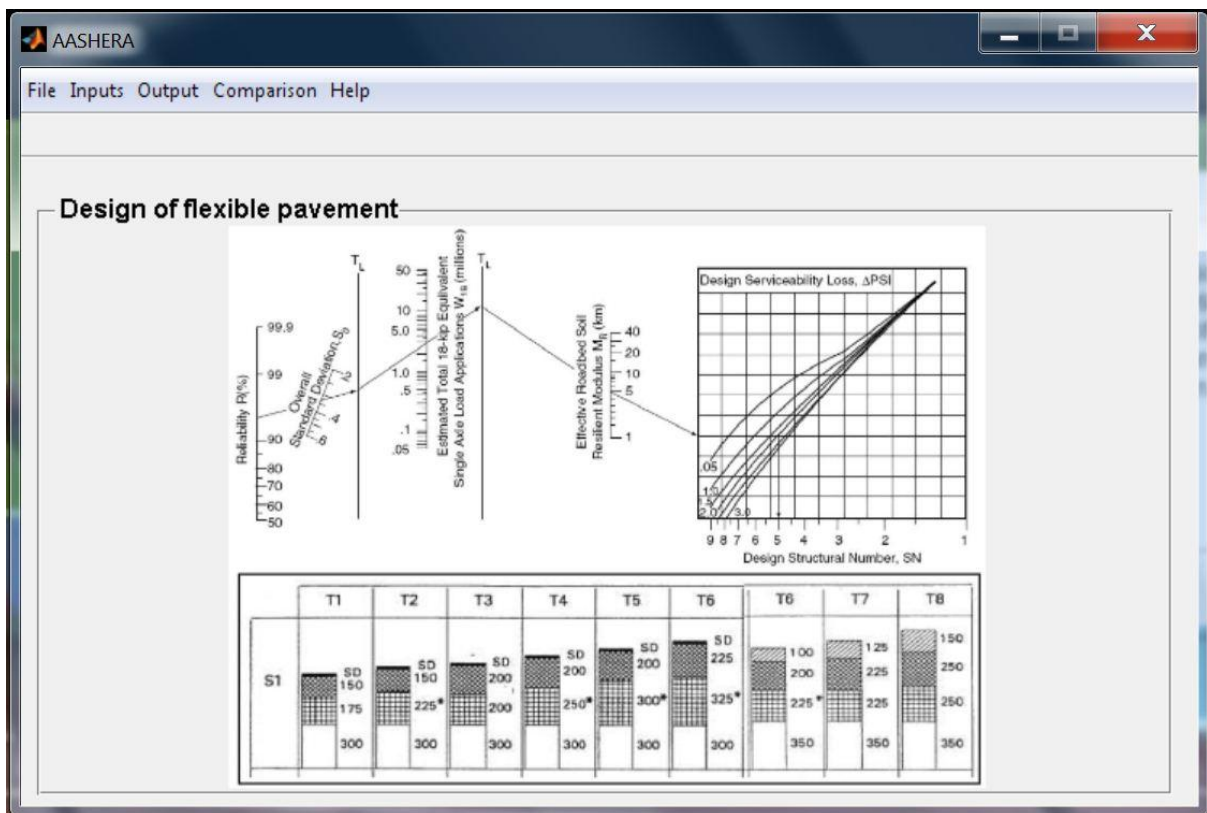 AASHERA
File Inputs Output Comparison Help
Design of flexible pavement
Reliability R(%)
99.9
99
90
80
70
60
50
Overall
Standard Deviation, S0
.2
.4
.6
TL
50
10
5.0
1.0
.5
.1
.05
Estimated Total 18-kip Equilivalent
Single Axle Load Applications W18 (millions)
TL
Effective Roadbed Soil
Resilient Modulus MR (km)
40
20
10
5
1
Design Serviceability Loss, ΔPSI
.05
1.0
1.5
2.0
3.0
9 8 7 6 5 4 3 2 1
Design Structural Number, SN
T1 T2 T3 T4 T5 T6 T6 T7 T8
S1
SD 150 175 300
SD 150 225* 300
SD 200 200 300
SD 200 250* 300
SD 200 300* 300
SD 225 325* 300
100 200 225* 350
125 225 225 350
150 250 250 350